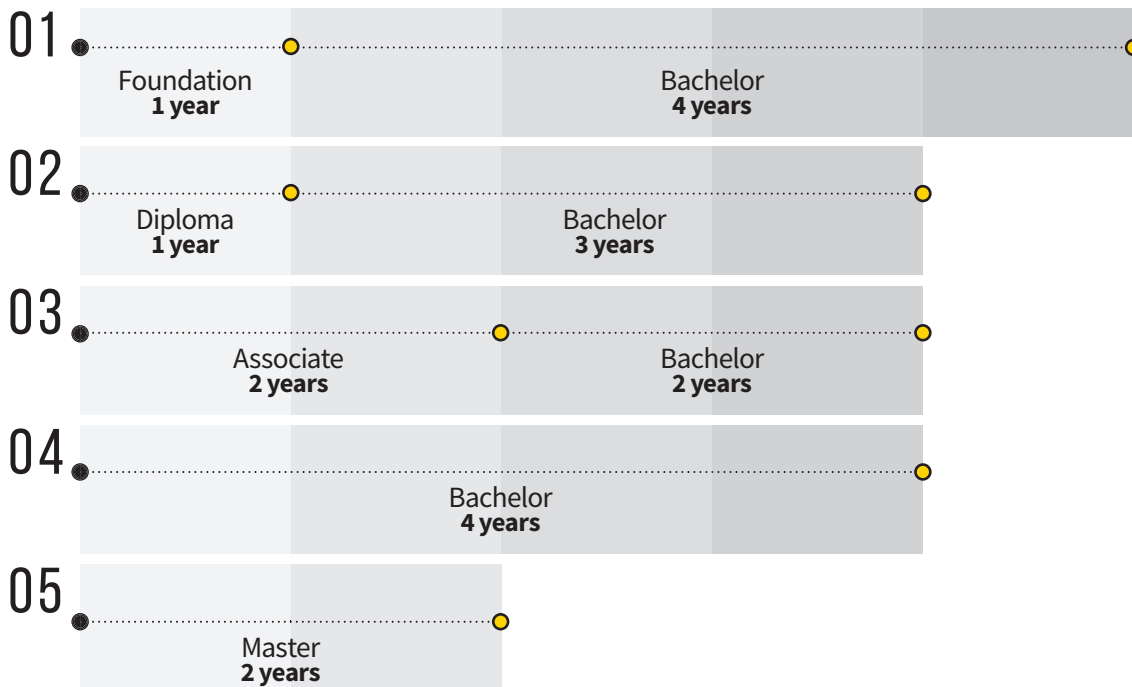 01
Foundation
1 year
Bachelor
4 years
02
Diploma
1 year
Bachelor
3 years
03
Associate
2 years
Bachelor
2 years
04
Bachelor
4 years
05
Master
2 years